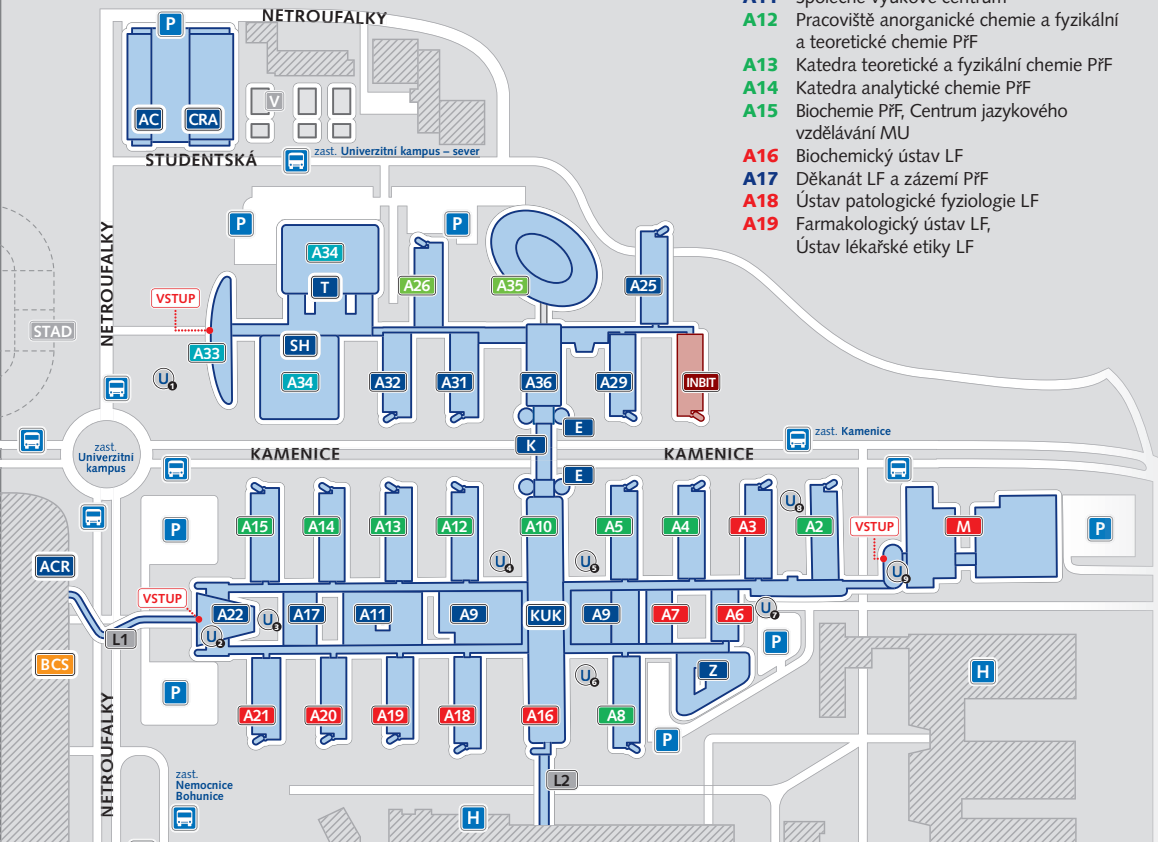 NETROUFALKY
P
A11 Společné výukové centrum
A12 Pracoviště anorganické chemie a fyzikální
a teoretické chemie PřF
A13 Katedra teoretické a fyzikální chemie PřF
A14 Katedra analytické chemie PřF
A15 Biochemie PřF, Centrum jazykového
vzdělávání MU
A16 Biochemický ústav LF
A17 Děkanát LF a zázemí PřF
A18 Ústav patologické fyziologie LF
A19 Farmakologický ústav LF,
Ústav lékařské etiky LF
V
AC CRA
STUDENTSKÁ
zast. Univerzitní kampus – sever
P P
NETROUFALKY
A34
T
A26 A35 A25
VSTUP
STAD
A33
SH
U1
A34 A32 A31 A36 A29 INBIT
E
K
zast.
Univerzitní
kampus
KAMENICE
KAMENICE
zast. Kamenice
E
U8
P A15 A14 A13 A12 A10 A5 A4 A3 A2 VSTUP M P
ACR
U4 U5 U9
VSTUP
A22 U3 A17 A11 A9 KUK A9 A7 A6 U7
L1 U2
P
BCS
U6
Z
H
P
A21 A20 A19 A18 A16 A8
P
NETROUFALKY
zast.
Nemocnice
Bohunice
L2
H